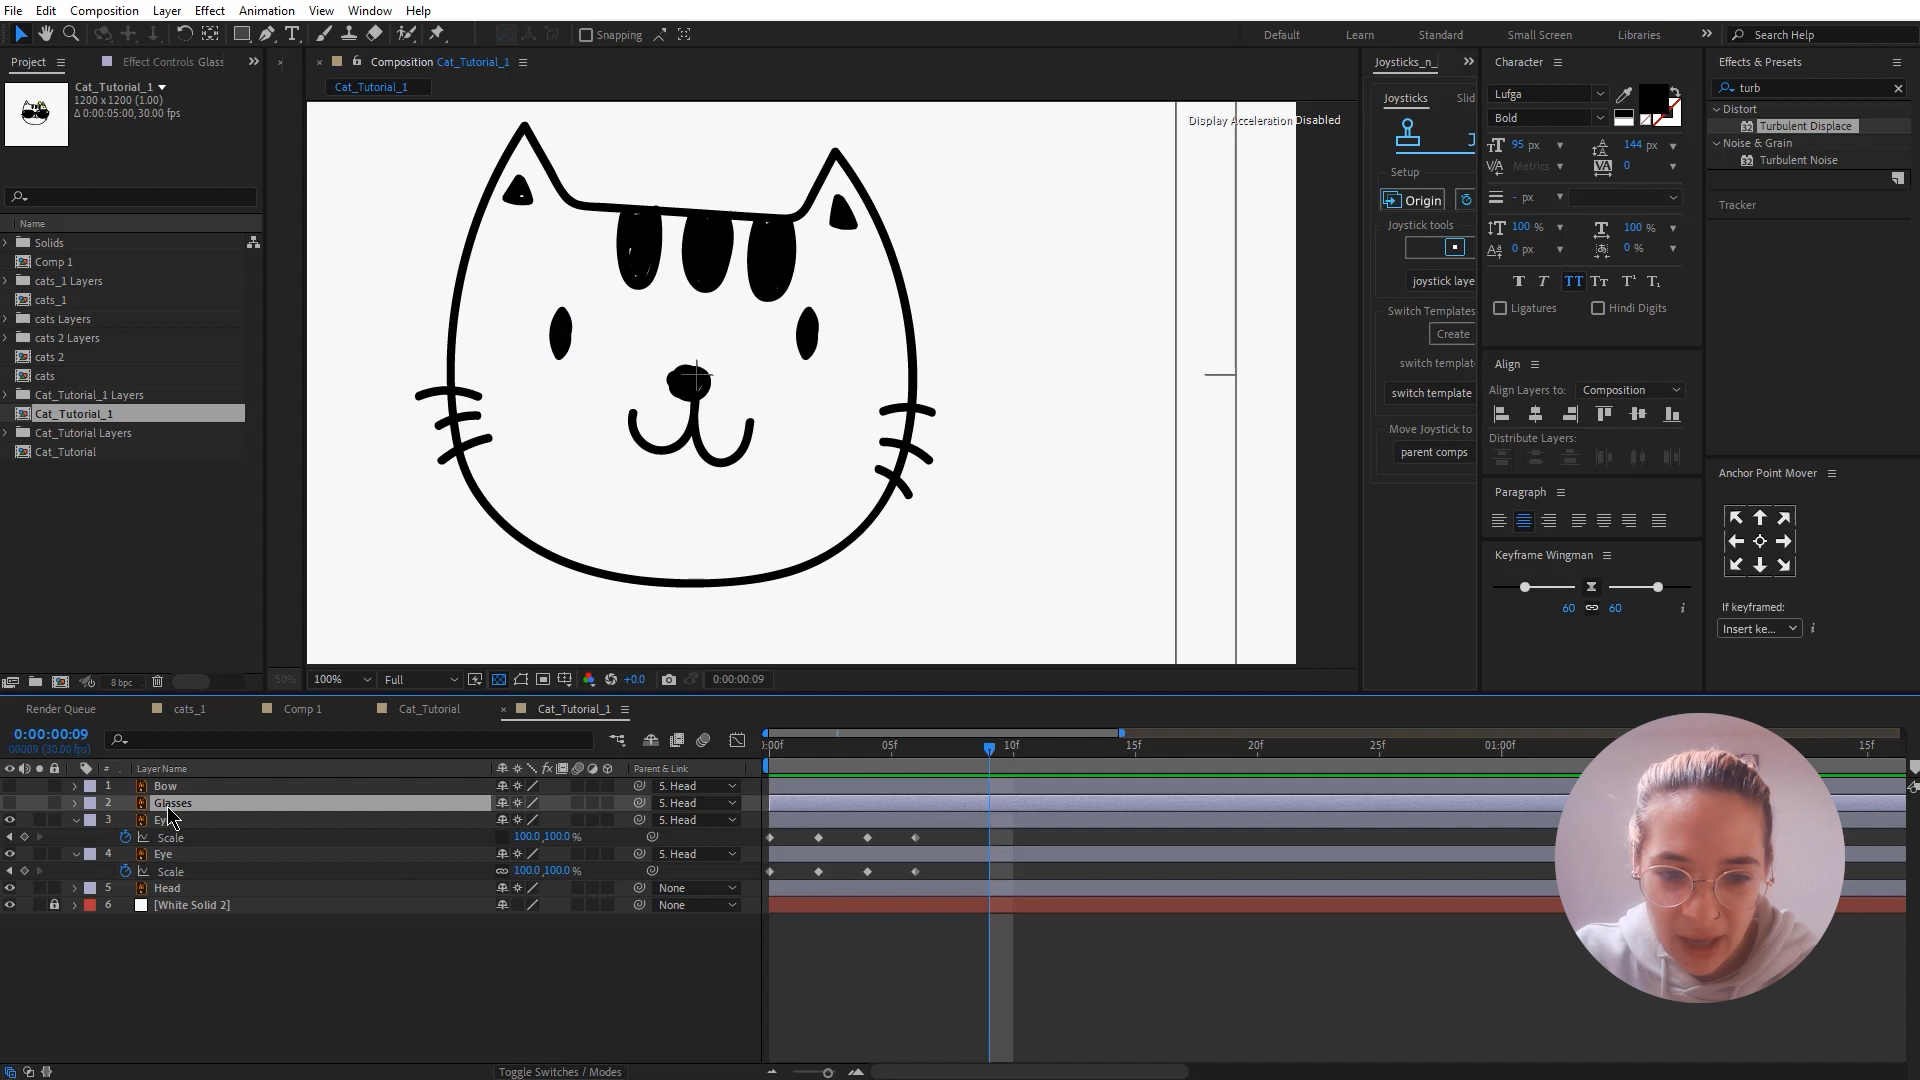 File Edit Composition Layer Effect Animation View Window Help
Snapping
Default Learn Standard Small Screen Libraries
Search Help
Project
Effect Controls Glass
Cat_Tutorial_1
1200 x 1200 (1.00)
Δ 0:00:05:00, 30.00 fps
Name
Solids
Comp 1
cats_1 Layers
cats_1
cats Layers
cats 2 Layers
cats 2
cats
Cat_Tutorial_1 Layers
Cat_Tutorial_1
Cat_Tutorial Layers
Cat_Tutorial
8 bpc
Composition Cat_Tutorial_1
Cat_Tutorial_1
Display Acceleration Disabled
50%
100%
Full
+0.0
0:00:00:09
Joysticks_n_
Joysticks
Slid
Setup
Origin
Joystick tools
joystick laye
Switch Templates
Create
switch templat
switch template
Move Joystick to
parent comps
Character
Lufga
Bold
95 px
144 px
Metrics
0
- px
100 %
100 %
0 px
0 %
Ligatures
Hindi Digits
Align
Align Layers to:
Composition
Distribute Layers:
Paragraph
Keyframe Wingman
60
60
Effects & Presets
turb
Distort
Turbulent Displace
Noise & Grain
Turbulent Noise
Tracker
Anchor Point Mover
If keyframed:
Insert ke...
Render Queue
cats_1
Comp 1
Cat_Tutorial
Cat_Tutorial_1
0:00:00:09
00009 (30.00 fps)
:00f 05f 10f 15f 20f 25f 01:00f 15f
# Layer Name
Parent & Link
1 Bow 5. Head
2 Glasses 5. Head
3 Ey 5. Head
Scale 100.0,100.0%
4 Eye 5. Head
Scale 100.0,100.0%
5 Head None
6 [White Solid 2] None
Toggle Switches / Modes